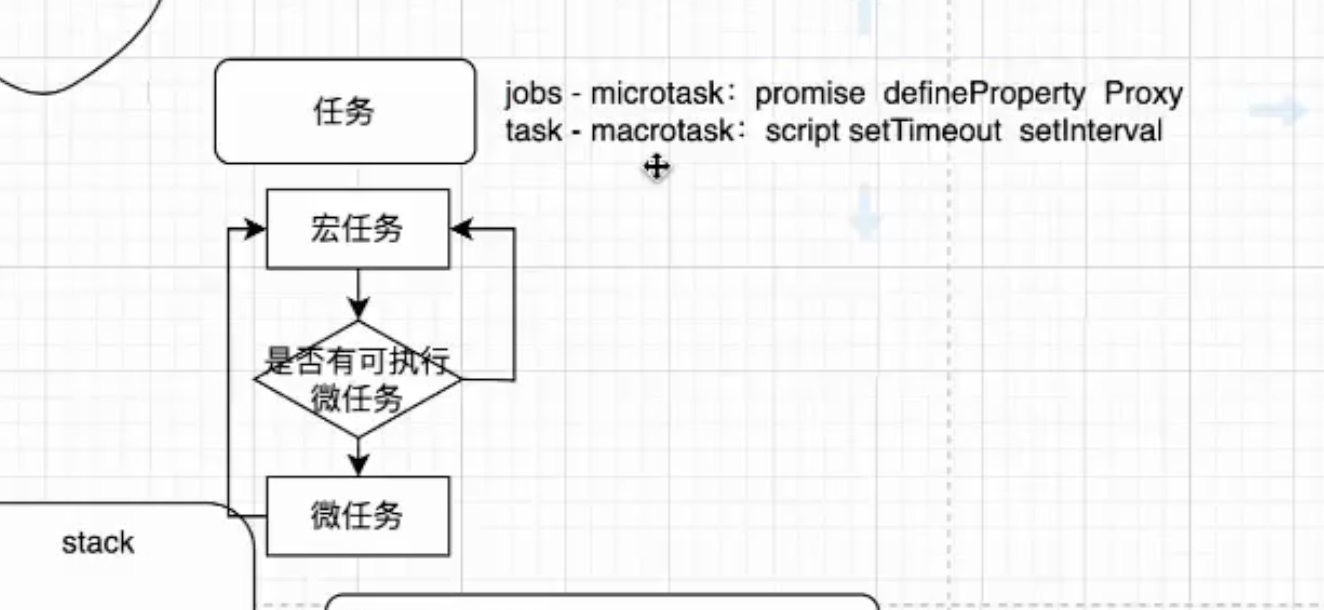 任务
jobs - microtask：promise defineProperty Proxy
task - macrotask：script setTimeout setInterval
宏任务
是否有可执行
微任务
微任务
stack